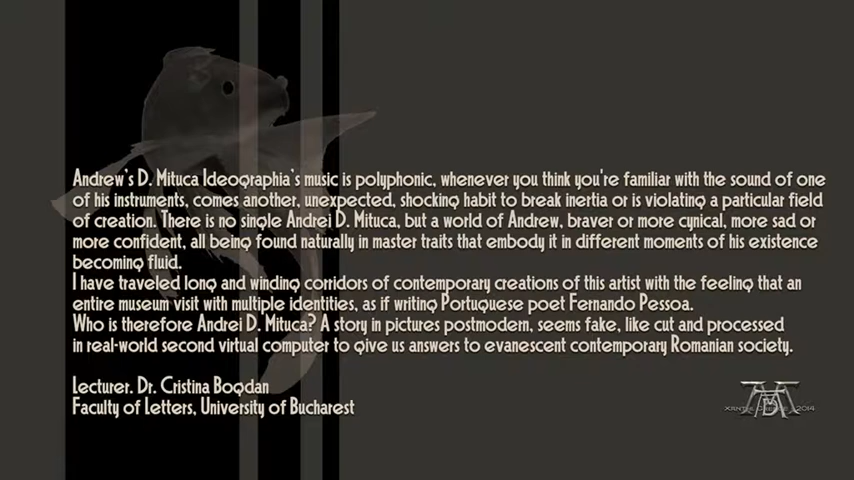 Andrew's D. Mituca Ideographia's music is polyphonic, whenever you think you're familiar with the sound of one
of his instruments, comes another, unexpected, shocking habit to break inertia or is violating a particular field
of creation. There is no single Andrei D. Mituca, but a world of Andrew, braver or more cynical, more sad or
more confident, all being found naturally in master traits that embody it in different moments of his existence
becoming fluid.
I have traveled long and winding corridors of contemporary creations of this artist with the feeling that an
entire museum visit with multiple identities, as if writing Portuguese poet Fernando Pessoa.
Who is therefore Andrei D. Mituca? A story in pictures postmodern, seems fake, like cut and processed
in real-world second virtual computer to give us answers to evanescent contemporary Romanian society.
Lecturer. Dr. Cristina Bogdan
Faculty of Letters, University of Bucharest
2014